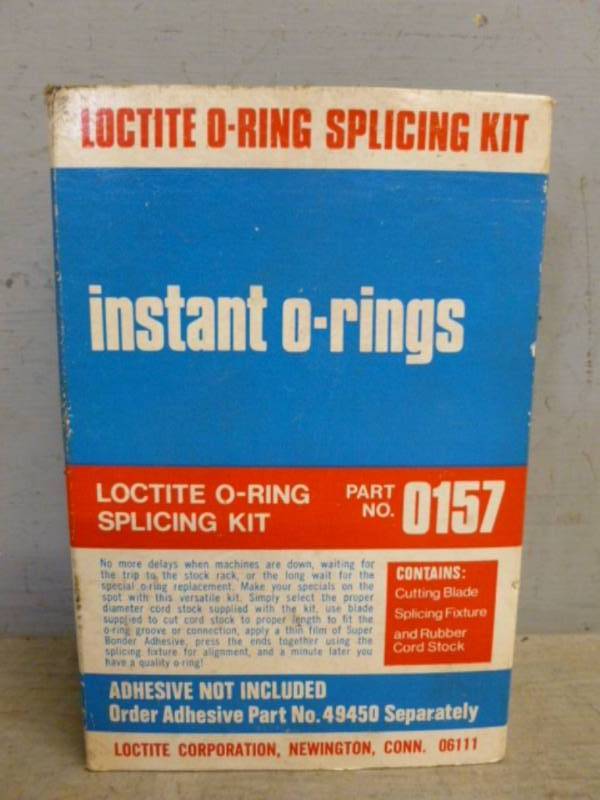 LOCTITE O-RING SPLICING KIT
instant o-rings
LOCTITE O-RING
SPLICING KIT
PART
NO. 0157
No more delays when machines are down, waiting for
the trip to the stock rack, or the long wait for the
special o-ring replacement. Make your specials on the
spot with this versatile kit. Simply select the proper
diameter cord stock supplied with the kit, use blade
supplied to cut cord stock to proper length to fit the
o-ring groove or connection, apply a thin film of Super
Bonder Adhesive, press the ends together using the
splicing fixture for alignment, and a minute later you
have a quality o-ring!
CONTAINS:
Cutting Blade
Splicing Fixture
and Rubber
Cord Stock
ADHESIVE NOT INCLUDED
Order Adhesive Part No. 49450 Separately
LOCTITE CORPORATION, NEWINGTON, CONN. 06111